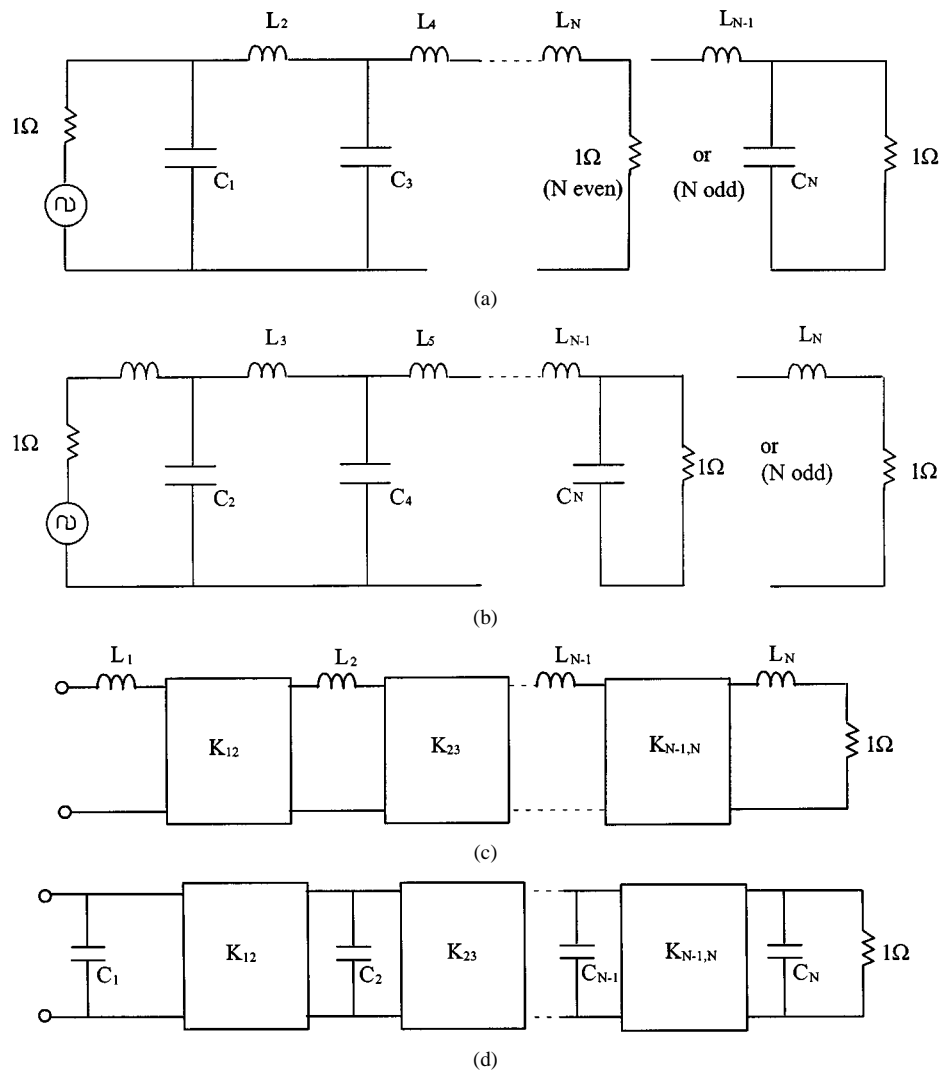 L2 L4 LN LN-1
1Ω C1 C3 1Ω or CN 1Ω
(N even) (N odd)
(a)
L3 L5 LN-1 LN
1Ω C2 C4 CN 1Ω or 1Ω
(N odd)
(b)
L1 L2 LN-1 LN
K12 K23 KN-1,N 1Ω
(c)
K12 K23 KN-1,N
C1 C2 CN-1 CN 1Ω
(d)